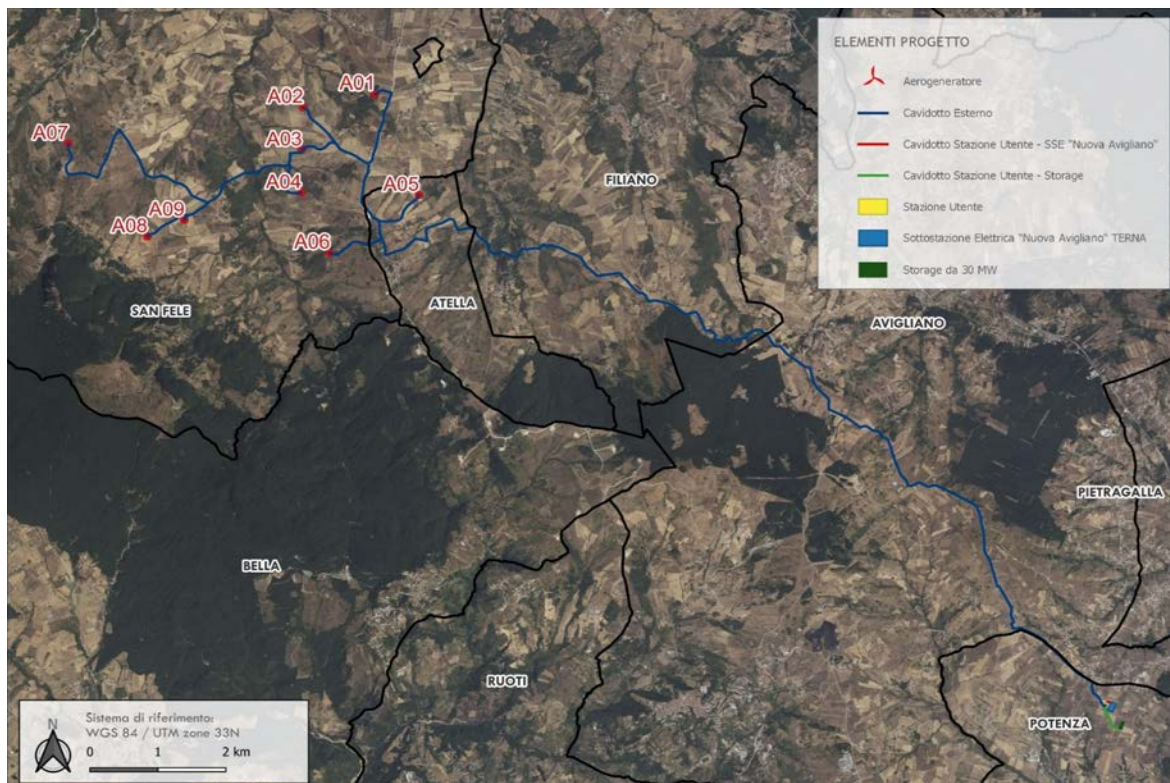 ELEMENTI PROGETTO
Aerogeneratore
Cavidotto Esterno
Cavidotto Stazione Utente - SSE "Nuova Avigliano"
Cavidotto Stazione Utente - Storage
Stazione Utente
Sottostazione Elettrica "Nuova Avigliano" TERNA
Storage da 30 MW
A01
A02
A07
A03
A04
A05
A09
A08
A06
FILIANO
SAN FELE
ATELLA
AVIGLIANO
PIETRAGALLA
BELLA
RUOTI
POTENZA
N
Sistema di riferimento:
WGS 84 / UTM zone 33N
0 1 2 km